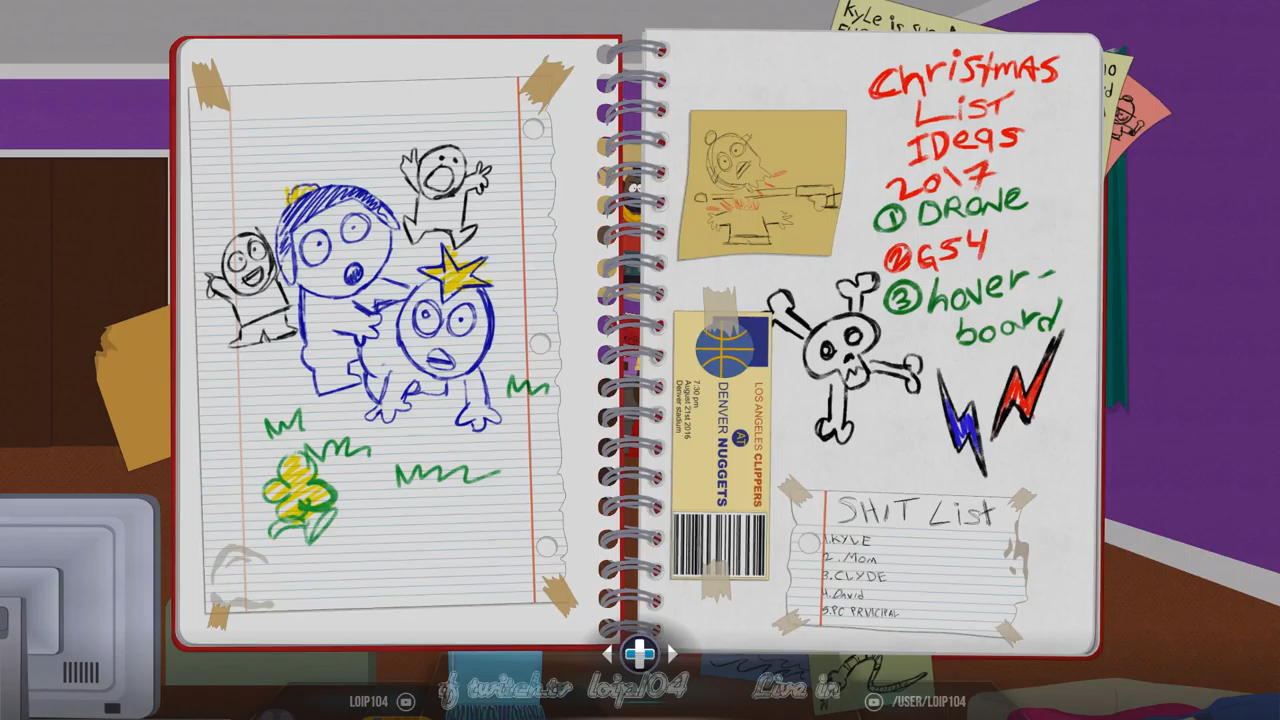 Kyle is
Christmas
List
IDeas
2017
1 DRONE
2 GS4
3 hover-
board
LOS ANGELES CLIPPERS
AT
DENVER NUGGETS
7:30 pm
August 21st 2016
Denver stadium
SHIT List
1.KYLE
2.Mom
3.CLYDE
4.David
5.PC PRVICIPAL
twitch.tv loip104 Live in
LOIP104
/USER/LOIP104